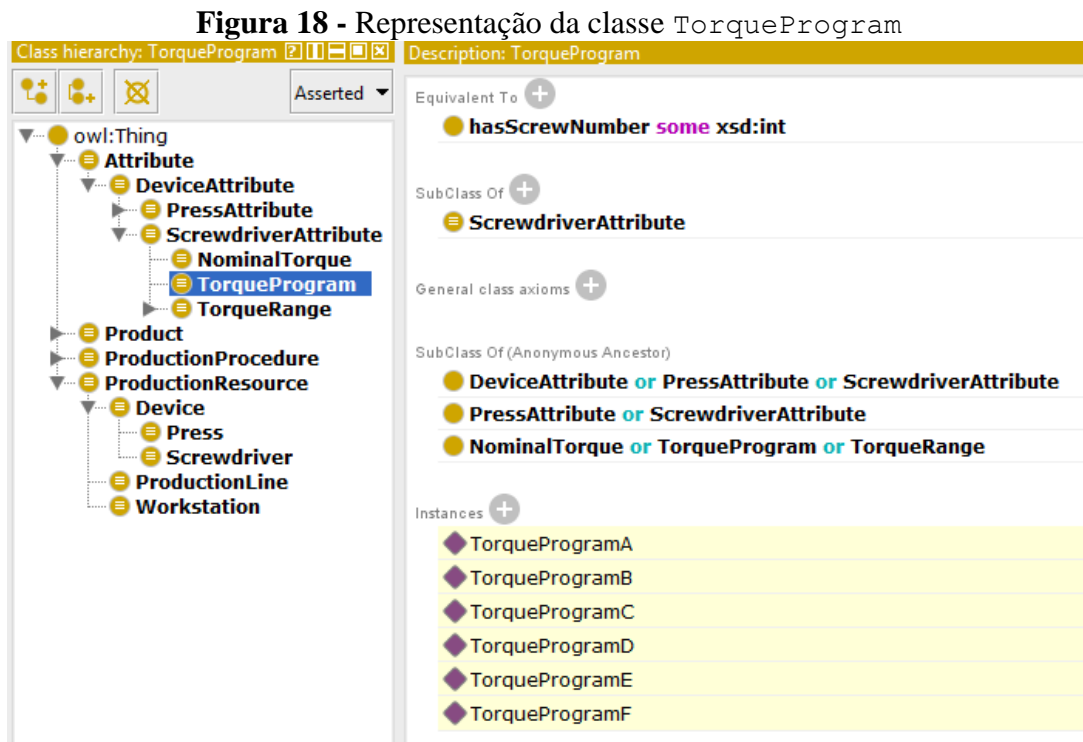 Figura 18 - Representação da classe TorqueProgram
Class hierarchy: TorqueProgram
Asserted
owl:Thing
Attribute
DeviceAttribute
PressAttribute
ScrewdriverAttribute
NominalTorque
TorqueProgram
TorqueRange
Product
ProductionProcedure
ProductionResource
Device
Press
Screwdriver
ProductionLine
Workstation
Description: TorqueProgram
Equivalent To
hasScrewNumber some xsd:int
SubClass Of
ScrewdriverAttribute
General class axioms
SubClass Of (Anonymous Ancestor)
DeviceAttribute or PressAttribute or ScrewdriverAttribute
PressAttribute or ScrewdriverAttribute
NominalTorque or TorqueProgram or TorqueRange
Instances
TorqueProgramA
TorqueProgramB
TorqueProgramC
TorqueProgramD
TorqueProgramE
TorqueProgramF